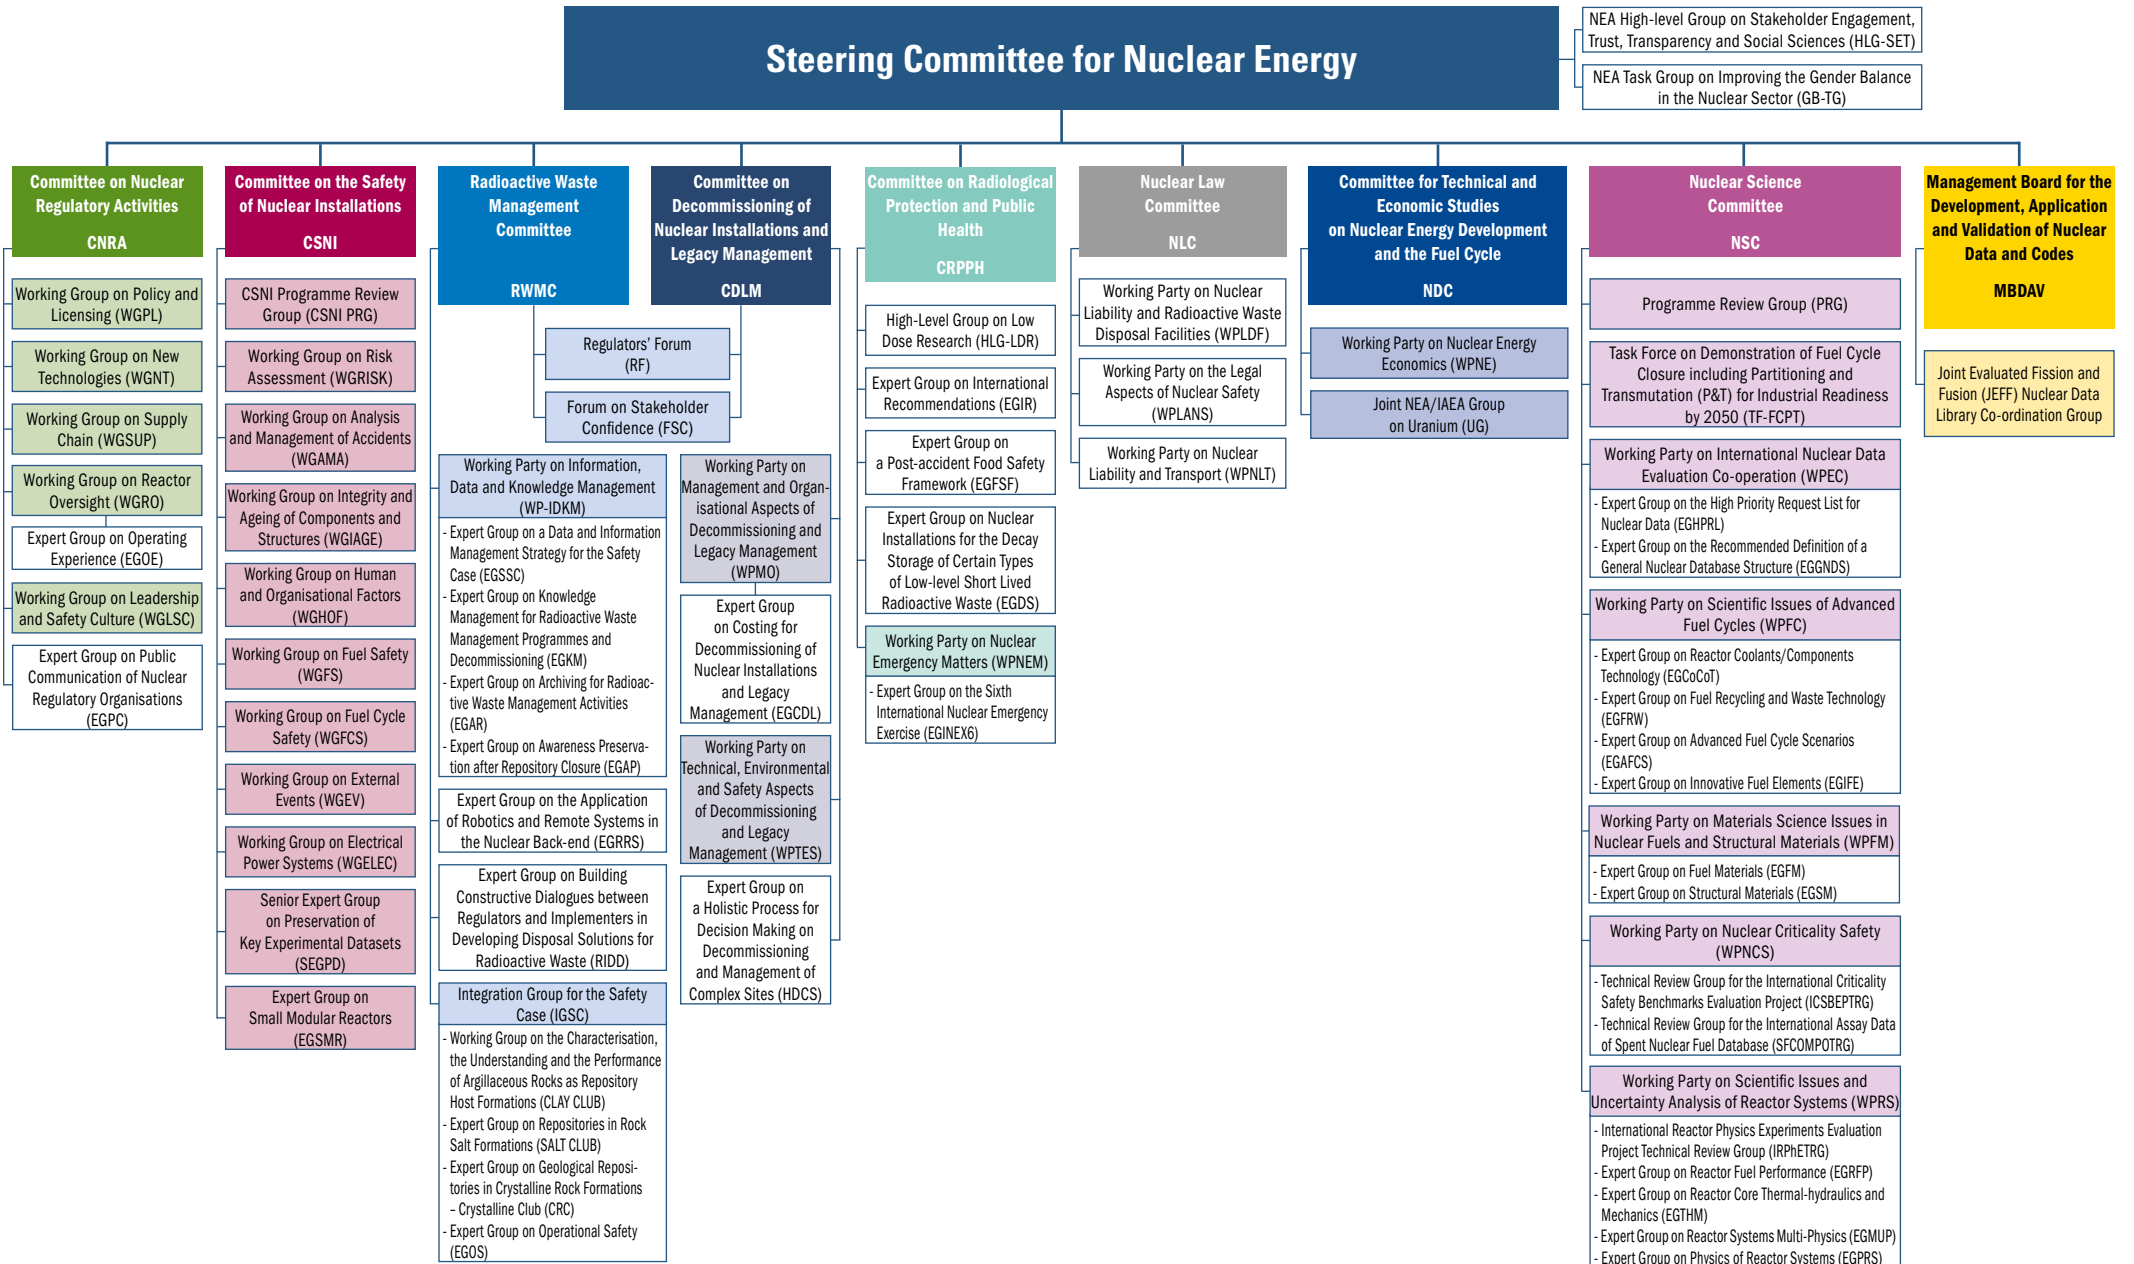 Steering Committee for Nuclear Energy
NEA High-level Group on Stakeholder Engagement,
Trust, Transparency and Social Sciences (HLG-SET)
NEA Task Group on Improving the Gender Balance
in the Nuclear Sector (GB-TG)
Committee on Nuclear
Regulatory Activities
CNRA
Working Group on Policy and
Licensing (WGPL)
Working Group on New
Technologies (WGNT)
Working Group on Supply
Chain (WGSUP)
Working Group on Reactor
Oversight (WGRO)
Expert Group on Operating
Experience (EGOE)
Working Group on Leadership
and Safety Culture (WGLSC)
Expert Group on Public
Communication of Nuclear
Regulatory Organisations
(EGPC)
Committee on the Safety
of Nuclear Installations
CSNI
CSNI Programme Review
Group (CSNI PRG)
Working Group on Risk
Assessment (WGRISK)
Working Group on Analysis
and Management of Accidents
(WGAMA)
Working Group on Integrity and
Ageing of Components and
Structures (WGIAGE)
Working Group on Human
and Organisational Factors
(WGHOF)
Working Group on Fuel Safety
(WGFS)
Working Group on Fuel Cycle
Safety (WGFCS)
Working Group on External
Events (WGEV)
Working Group on Electrical
Power Systems (WGELEC)
Senior Expert Group
on Preservation of
Key Experimental Datasets
(SEGPD)
Expert Group on
Small Modular Reactors
(EGSMR)
Radioactive Waste
Management
Committee
RWMC
Committee on
Decommissioning of
Nuclear Installations and
Legacy Management
CDLM
Regulators' Forum
(RF)
Forum on Stakeholder
Confidence (FSC)
Working Party on Information,
Data and Knowledge Management
(WP-IDKM)
- Expert Group on a Data and Information
Management Strategy for the Safety
Case (EGSSC)
- Expert Group on Knowledge
Management for Radioactive Waste
Management Programmes and
Decommissioning (EGKM)
- Expert Group on Archiving for Radioac-
tive Waste Management Activities
(EGAR)
- Expert Group on Awareness Preserva-
tion after Repository Closure (EGAP)
Expert Group on the Application
of Robotics and Remote Systems in
the Nuclear Back-end (EGRRS)
Expert Group on Building
Constructive Dialogues between
Regulators and Implementers in
Developing Disposal Solutions for
Radioactive Waste (RIDD)
Integration Group for the Safety
Case (IGSC)
- Working Group on the Characterisation,
the Understanding and the Performance
of Argillaceous Rocks as Repository
Host Formations (CLAY CLUB)
- Expert Group on Repositories in Rock
Salt Formations (SALT CLUB)
- Expert Group on Geological Reposi-
tories in Crystalline Rock Formations
– Crystalline Club (CRC)
- Expert Group on Operational Safety
(EGOS)
Working Party on
Management and Organ-
isational Aspects of
Decommissioning and
Legacy Management
(WPMO)
Expert Group
on Costing for
Decommissioning of
Nuclear Installations
and Legacy
Management (EGCDL)
Working Party on
Technical, Environmental
and Safety Aspects
of Decommissioning
and Legacy
Management (WPTES)
Expert Group on
a Holistic Process for
Decision Making on
Decommissioning
and Management of
Complex Sites (HDCS)
Committee on Radiological
Protection and Public
Health
CRPPH
High-Level Group on Low
Dose Research (HLG-LDR)
Expert Group on International
Recommendations (EGIR)
Expert Group on
a Post-accident Food Safety
Framework (EGFSF)
Expert Group on Nuclear
Installations for the Decay
Storage of Certain Types
of Low-level Short Lived
Radioactive Waste (EGDS)
Working Party on Nuclear
Emergency Matters (WPNEM)
- Expert Group on the Sixth
International Nuclear Emergency
Exercise (EGINEX6)
Nuclear Law
Committee
NLC
Working Party on Nuclear
Liability and Radioactive Waste
Disposal Facilities (WPLDF)
Working Party on the Legal
Aspects of Nuclear Safety
(WPLANS)
Working Party on Nuclear
Liability and Transport (WPNLT)
Committee for Technical and
Economic Studies
on Nuclear Energy Development
and the Fuel Cycle
NDC
Working Party on Nuclear Energy
Economics (WPNE)
Joint NEA/IAEA Group
on Uranium (UG)
Nuclear Science
Committee
NSC
Programme Review Group (PRG)
Task Force on Demonstration of Fuel Cycle
Closure including Partitioning and
Transmutation (P&T) for Industrial Readiness
by 2050 (TF-FCPT)
Working Party on International Nuclear Data
Evaluation Co-operation (WPEC)
- Expert Group on the High Priority Request List for
Nuclear Data (EGHPRL)
- Expert Group on the Recommended Definition of a
General Nuclear Database Structure (EGGNDS)
Working Party on Scientific Issues of Advanced
Fuel Cycles (WPFC)
- Expert Group on Reactor Coolants/Components
Technology (EGCoCoT)
- Expert Group on Fuel Recycling and Waste Technology
(EGFRW)
- Expert Group on Advanced Fuel Cycle Scenarios
(EGAFCS)
- Expert Group on Innovative Fuel Elements (EGIFE)
Working Party on Materials Science Issues in
Nuclear Fuels and Structural Materials (WPFM)
- Expert Group on Fuel Materials (EGFM)
- Expert Group on Structural Materials (EGSM)
Working Party on Nuclear Criticality Safety
(WPNCS)
- Technical Review Group for the International Criticality
Safety Benchmarks Evaluation Project (ICSBEPTRG)
- Technical Review Group for the International Assay Data
of Spent Nuclear Fuel Database (SFCOMPOTRG)
Working Party on Scientific Issues and
Uncertainty Analysis of Reactor Systems (WPRS)
- International Reactor Physics Experiments Evaluation
Project Technical Review Group (IRPhETRG)
- Expert Group on Reactor Fuel Performance (EGRFP)
- Expert Group on Reactor Core Thermal-hydraulics and
Mechanics (EGTHM)
- Expert Group on Reactor Systems Multi-Physics (EGMUP)
- Expert Group on Physics of Reactor Systems (EGPRS)
Management Board for the
Development, Application
and Validation of Nuclear
Data and Codes
MBDAV
Joint Evaluated Fission and
Fusion (JEFF) Nuclear Data
Library Co-ordination Group